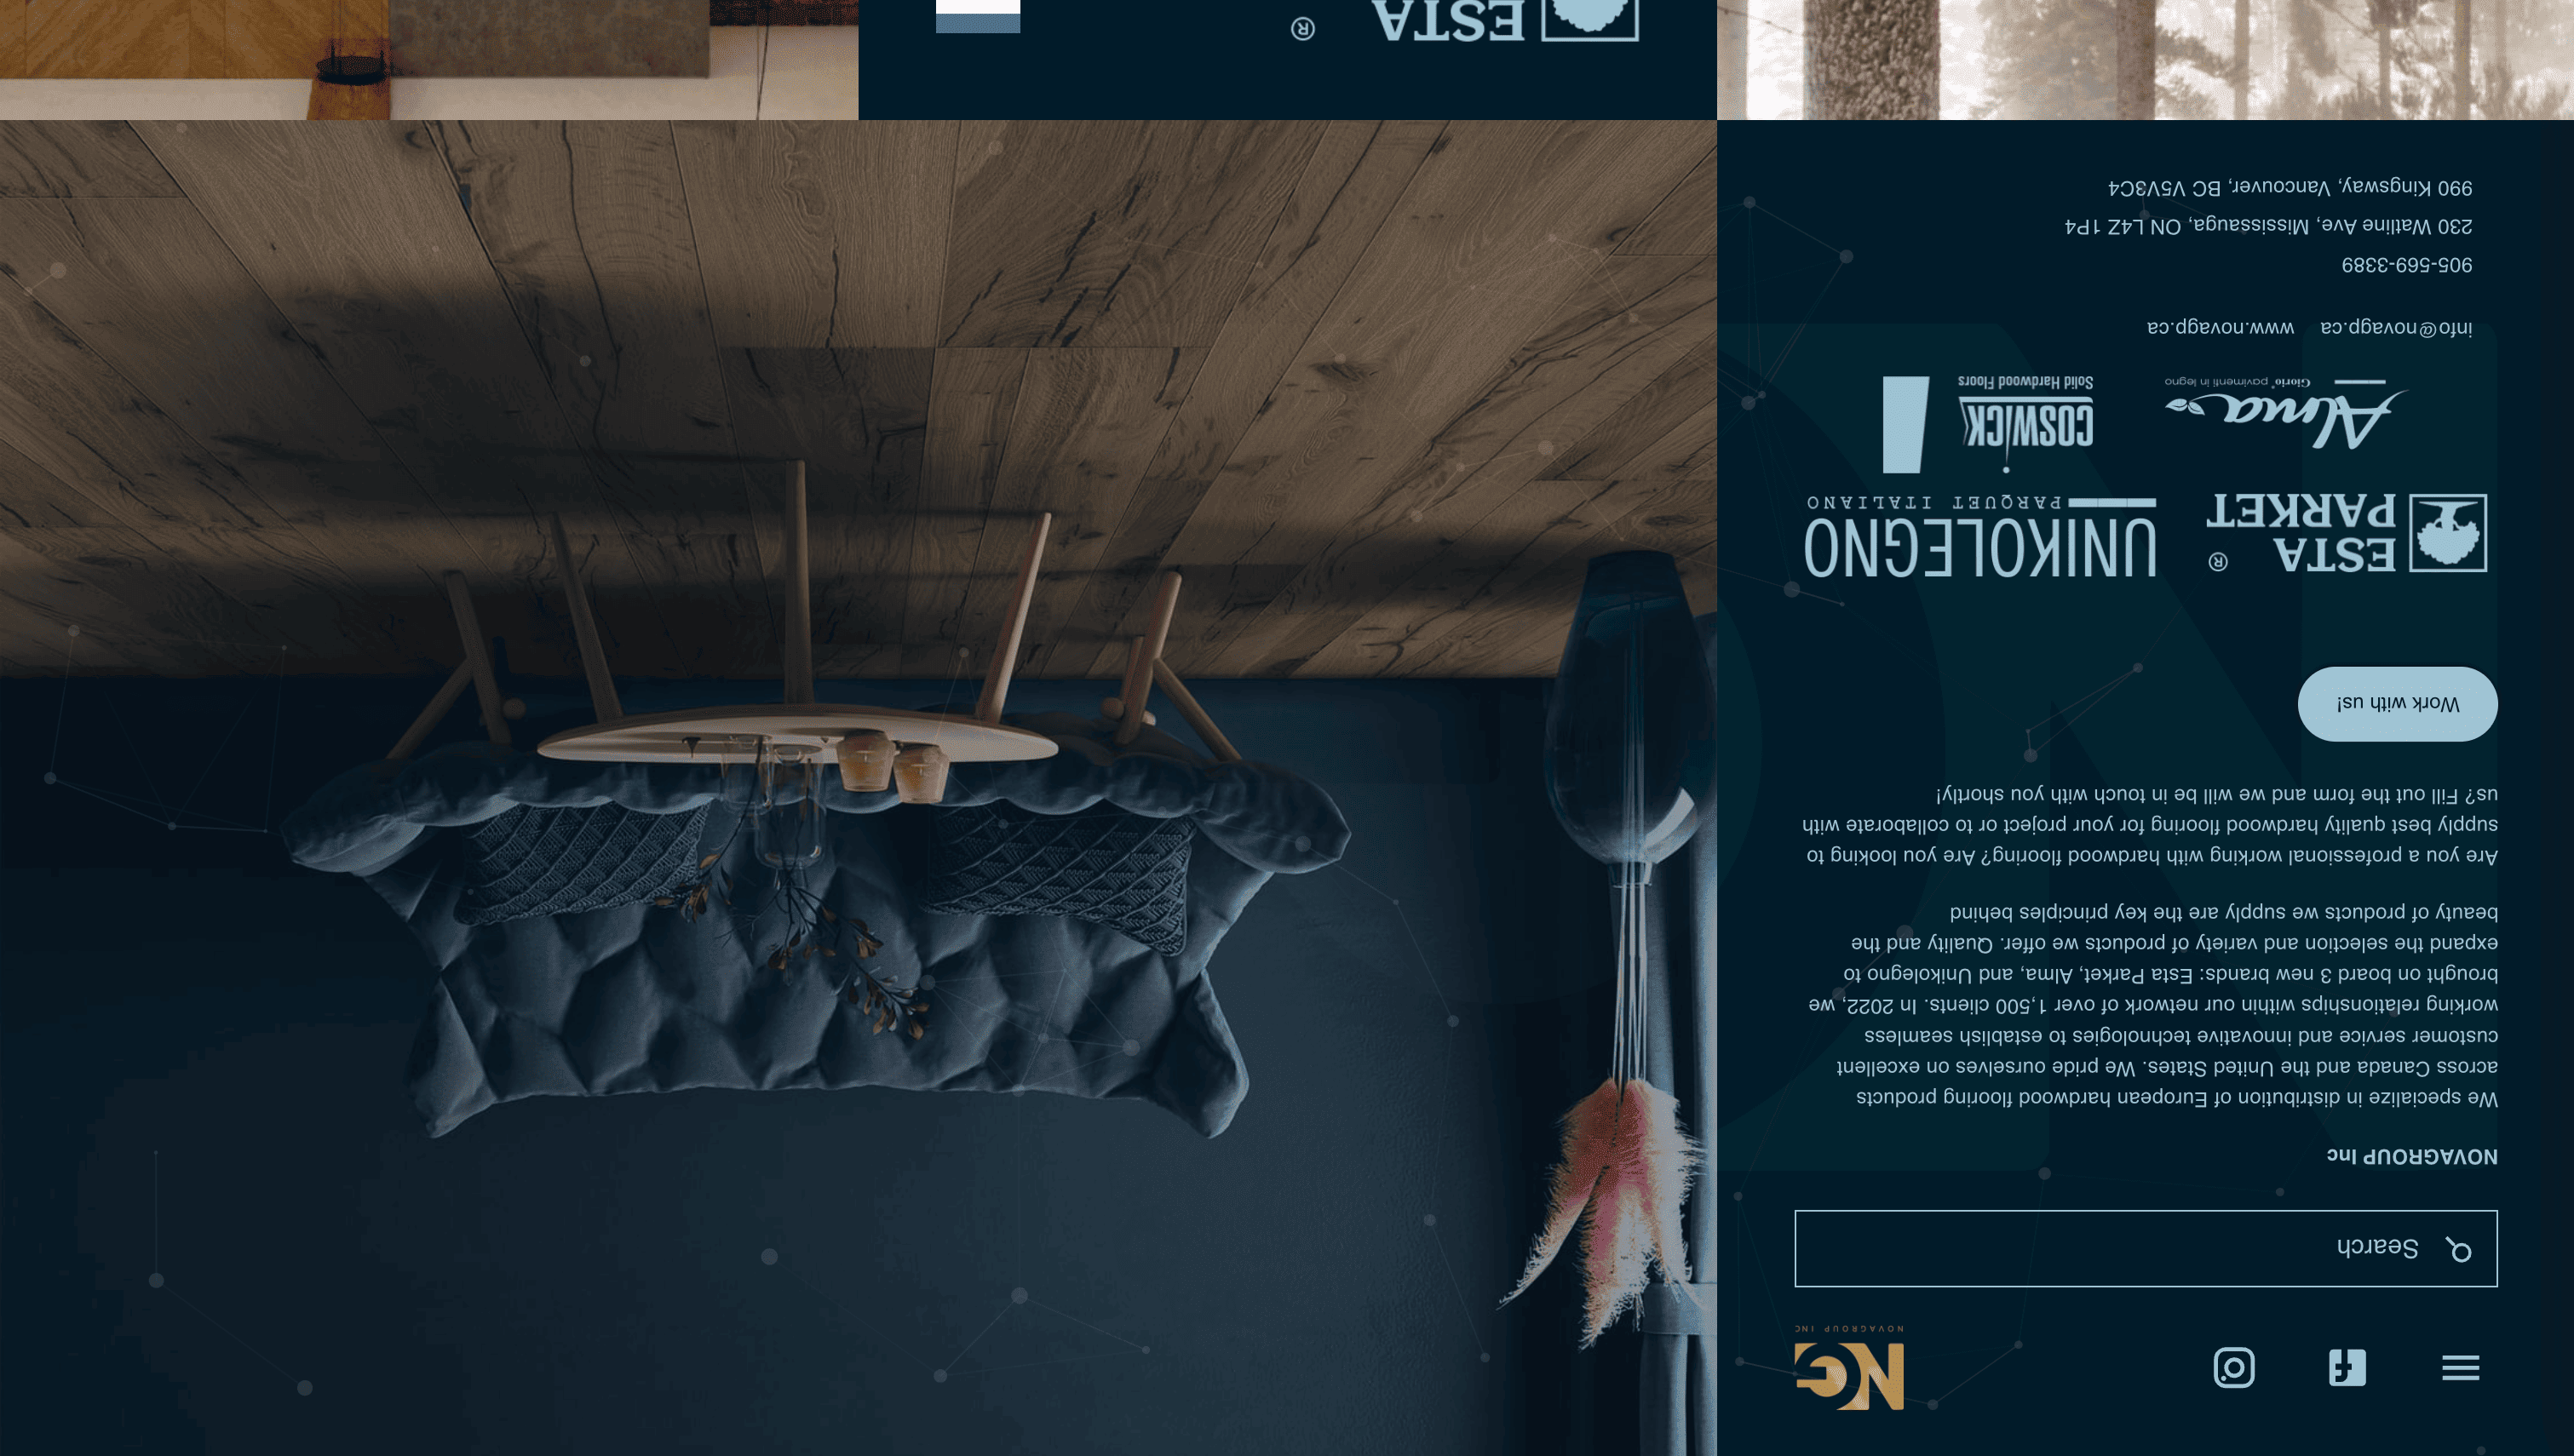 NOVAGROUP INC
Search
NOVAGROUP Inc
We specialize in distribution of European hardwood flooring products
across Canada and the United States. We pride ourselves on excellent
customer service and innovative technologies to establish seamless
working relationships within our network of over 1,500 clients. In 2022, we
brought on board 3 new brands: Esta Parket, Alma, and Unikolegno to
expand the selection and variety of products we offer. Quality and the
beauty of products we supply are the key principles behind
Are you a professional working with hardwood flooring? Are you looking to
supply best quality hardwood flooring for your project or to collaborate with
us? Fill out the form and we will be in touch with you shortly!
Work with us!
ESTA ®
PARKET
UNIKOLEGNO
PARQUET ITALIANO
Alma
Giorio® pavimenti in legno
COSWICK
Solid Hardwood Floors
info@novagp.ca www.novagp.ca
905-569-3389
230 Watline Ave, Mississauga, ON L4Z 1P4
990 Kingsway, Vancouver, BC V5V3C4
ESTA ®